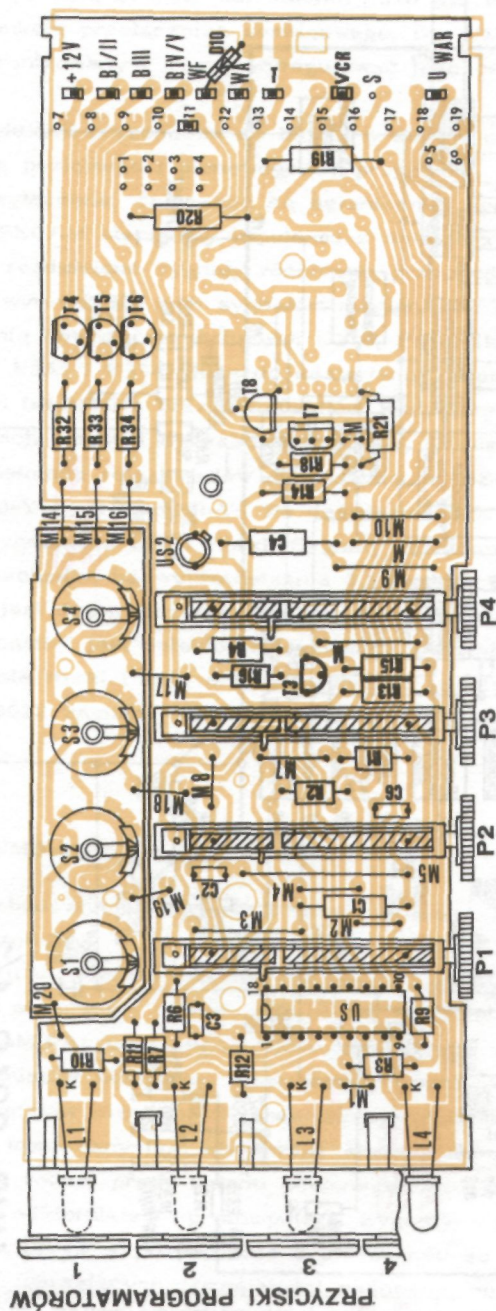 +12V
B I/II
B III
B IV/V
WF
D10
WA
I
VCR
S
U WAR
7
8
9
10
11
12
13
14
15
16
17
18
19
5
6
1
2
3
4
R20
R19
T4
T5
T6
R32
R33
R34
T8
T7
M
R21
R18
R14
M14
M15
M16
US2
C4
M10
M
M9
S4
S3
S2
S1
P4
P3
P2
P1
M17
R4
R16
T3
M
R15
R13
M18
M8
M7
R1
R2
C6
M19
C2
M4
M5
M3
C1
M2
M20
18
10
US
1
9
R6
C3
R9
R10
R11
R7
R12
R3
M1
K
K
K
K
L1
L2
L3
L4
1
2
3
4
PRZYCISKI PROGRAMATORÓW